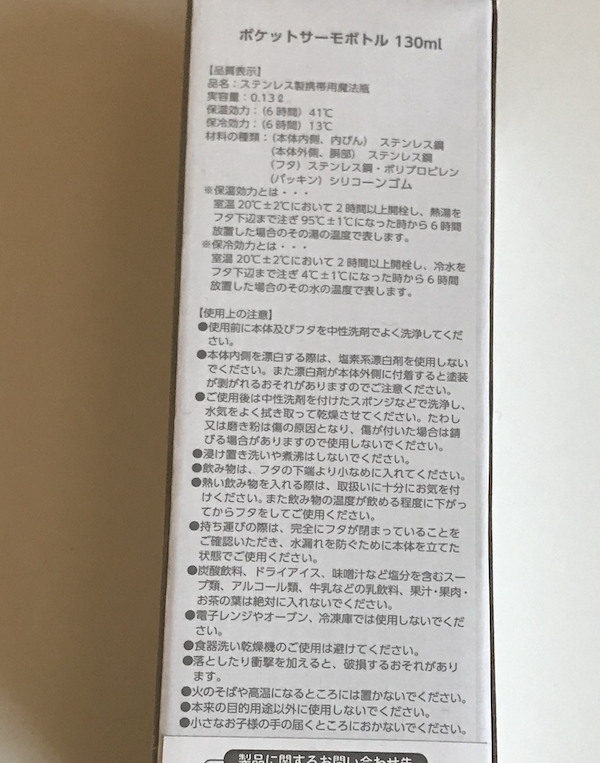 ポケットサーモボトル 130ml
【品質表示】
品名：ステンレス製携帯用魔法瓶
実容量：0.13ℓ
保温効力：(6時間) 41℃
保冷効力：(6時間) 13℃
材料の種類：(本体内側、内びん) ステンレス鋼
(本体外側、胴部) ステンレス鋼
(フタ) ステンレス鋼・ポリプロピレン
(パッキン) シリコーンゴム
※保温効力とは・・・
室温20℃±2℃において2時間以上開栓し、熱湯を
フタ下辺まで注ぎ95℃±1℃になった時から6時間
放置した場合のその湯の温度で表します。
※保冷効力とは・・・
室温20℃±2℃において2時間以上開栓し、冷水を
フタ下辺まで注ぎ4℃±1℃になった時から6時間
放置した場合のその水の温度で表します。
【使用上の注意】
●使用前に本体及びフタを中性洗剤でよく洗浄してくだ
さい。
●本体内側を漂白する際は、塩素系漂白剤を使用しない
でください。また漂白剤が本体外側に付着すると塗装
が剥がれるおそれがありますのでご注意ください。
●ご使用後は中性洗剤を付けたスポンジなどで洗浄し、
水気をよく拭き取って乾燥させてください。たわし
又は磨き粉は傷の原因となり、傷が付いた場合は錆
びる場合がありますので使用しないでください。
●浸け置き洗いや煮沸はしないでください。
●飲み物は、フタの下端より小なめに入れてください。
●熱い飲み物を入れる際は、取扱いに十分にお気を付
けください。また飲み物の温度が飲める程度に下がっ
てからフタをしてご使用ください。
●持ち運びの際は、完全にフタが閉まっていることを
ご確認いただき、水漏れを防ぐために本体を立てた
状態でご使用ください。
●炭酸飲料、ドライアイス、味噌汁など塩分を含むスー
プ類、アルコール類、牛乳などの乳飲料、果汁・果肉・
お茶の葉は絶対に入れないでください。
●電子レンジやオーブン、冷凍庫では使用しないでくだ
さい。
●食器洗い乾燥機のご使用は避けてください。
●落としたり衝撃を加えると、破損するおそれがあり
ます。
●火のそばや高温になるところには置かないでください。
●本来の目的用途以外に使用しないでください。
●小さなお子様の手の届くところにおかないでください。
製品に関するお問い合わせ先